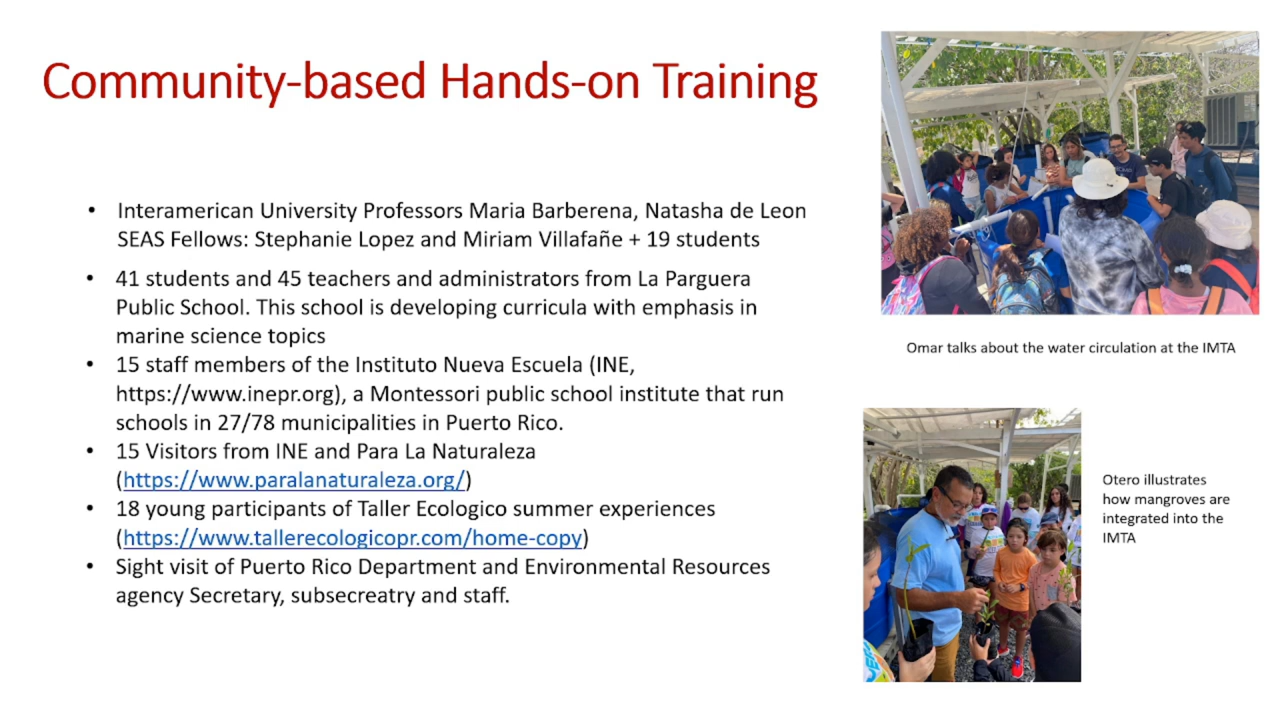 Community-based Hands-on Training
• Interamerican University Professors Maria Barberena, Natasha de Leon
SEAS Fellows: Stephanie Lopez and Miriam Villafañe + 19 students
• 41 students and 45 teachers and administrators from La Parguera
Public School. This school is developing curricula with emphasis in
marine science topics
• 15 staff members of the Instituto Nueva Escuela (INE,
https://www.inepr.org), a Montessori public school institute that run
schools in 27/78 municipalities in Puerto Rico.
• 15 Visitors from INE and Para La Naturaleza
(https://www.paralanaturaleza.org/)
• 18 young participants of Taller Ecologico summer experiences
(https://www.tallerecologicopr.com/home-copy)
• Sight visit of Puerto Rico Department and Environmental Resources
agency Secretary, subsecreatry and staff.
Omar talks about the water circulation at the IMTA
Otero illustrates
how mangroves are
integrated into the
IMTA